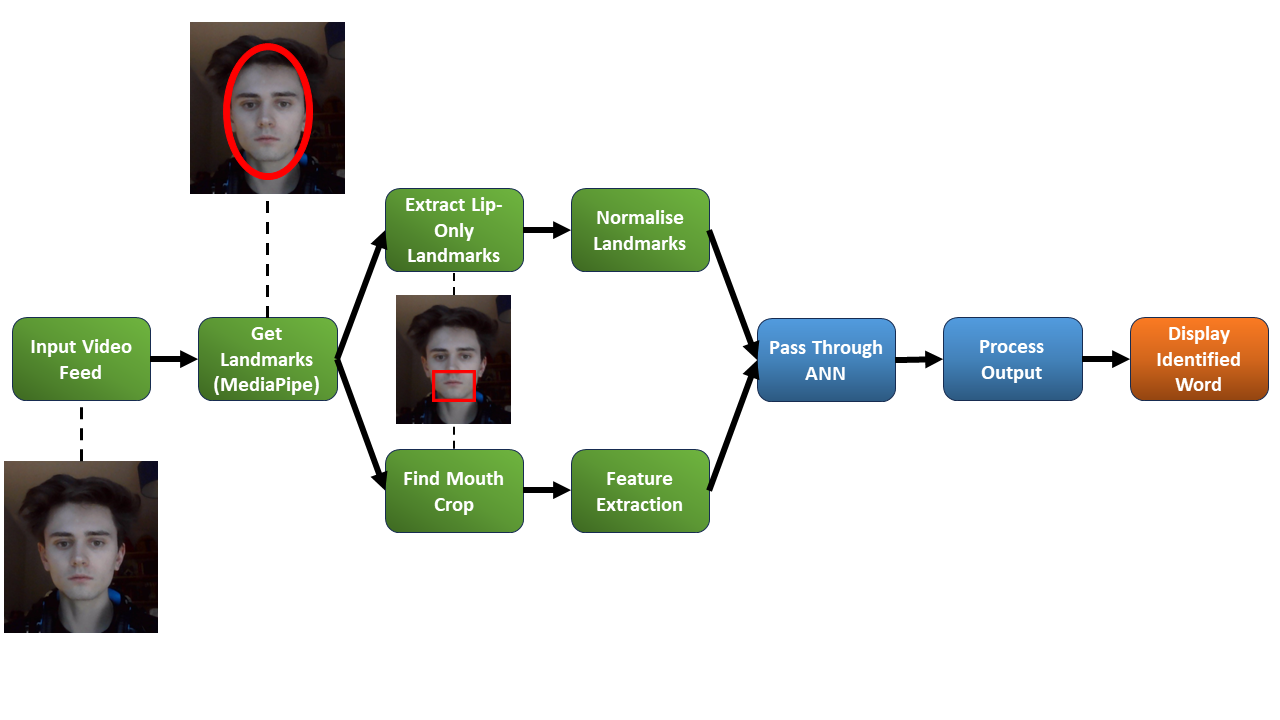 Input Video
Feed
Get
Landmarks
(MediaPipe)
Extract Lip-
Only
Landmarks
Normalise
Landmarks
Find Mouth
Crop
Feature
Extraction
Pass Through
ANN
Process
Output
Display
Identified
Word